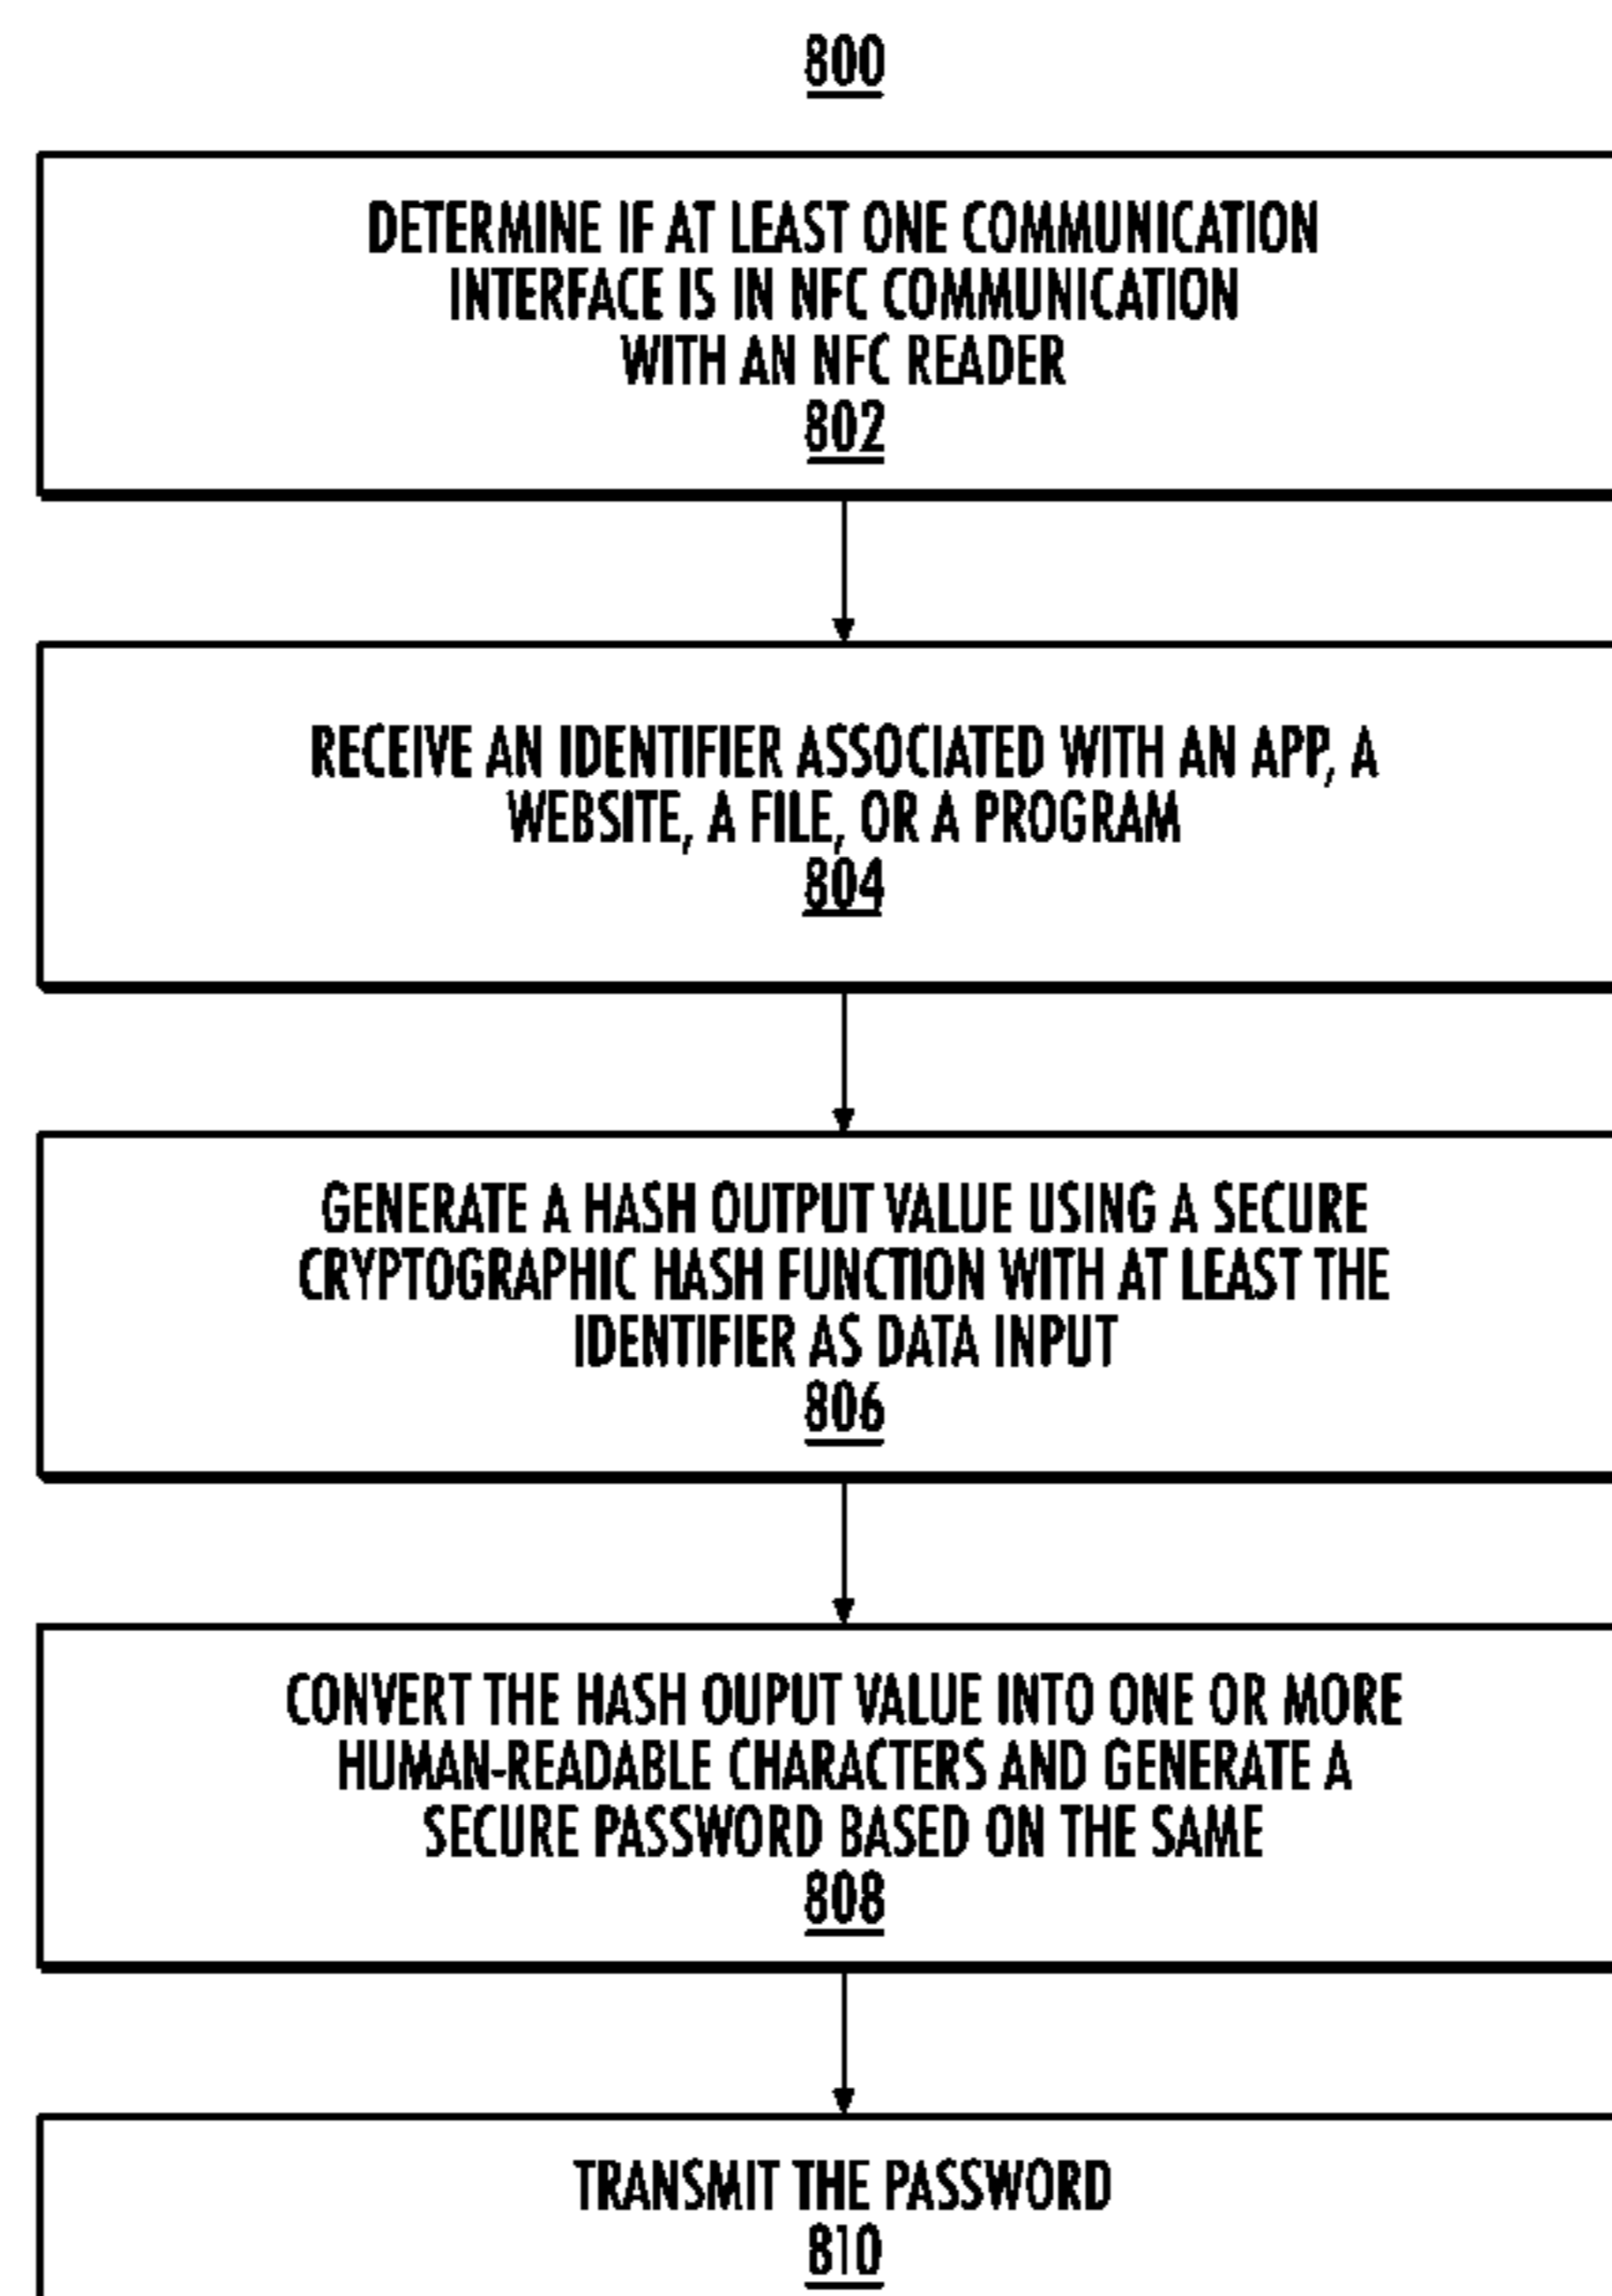 800
DETERMINE IF AT LEAST ONE COMMUNICATION
INTERFACE IS IN NFC COMMUNICATION
WITH AN NFC READER
802
RECEIVE AN IDENTIFIER ASSOCIATED WITH AN APP, A
WEBSITE, A FILE, OR A PROGRAM
804
GENERATE A HASH OUTPUT VALUE USING A SECURE
CRYPTOGRAPHIC HASH FUNCTION WITH AT LEAST THE
IDENTIFIER AS DATA INPUT
806
CONVERT THE HASH OUPUT VALUE INTO ONE OR MORE
HUMAN-READABLE CHARACTERS AND GENERATE A
SECURE PASSWORD BASED ON THE SAME
808
TRANSMIT THE PASSWORD
810